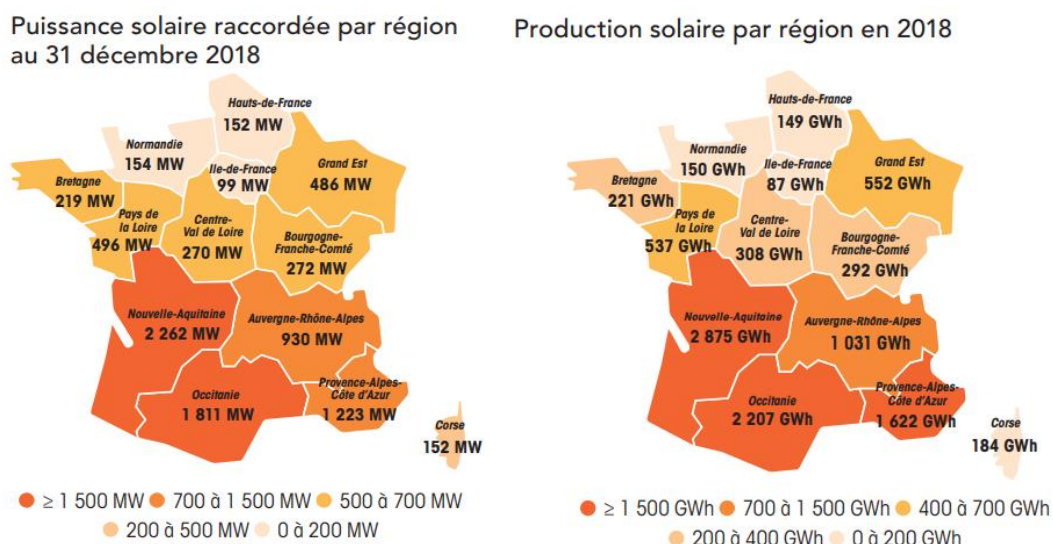 Puissance solaire raccordée par région
au 31 décembre 2018
Hauts-de-France
152 MW
Normandie
154 MW
Ile-de-France
99 MW
Grand Est
486 MW
Bretagne
219 MW
Pays de
la Loire
496 MW
Centre-
Val de Loire
270 MW
Bourgogne-
Franche-Comté
272 MW
Nouvelle-Aquitaine
2 262 MW
Auvergne-Rhône-Alpes
930 MW
Occitanie
1 811 MW
Provence-Alpes-
Côte d'Azur
1 223 MW
Corse
152 MW
≥ 1 500 MW
700 à 1 500 MW
500 à 700 MW
200 à 500 MW
0 à 200 MW
Production solaire par région en 2018
Hauts-de-France
149 GWh
Normandie
150 GWh
Ile-de-France
87 GWh
Grand Est
552 GWh
Bretagne
221 GWh
Pays de
la Loire
537 GWh
Centre-
Val de Loire
308 GWh
Bourgogne-
Franche-Comté
292 GWh
Nouvelle-Aquitaine
2 875 GWh
Auvergne-Rhône-Alpes
1 031 GWh
Occitanie
2 207 GWh
Provence-Alpes-
Côte d'Azur
1 622 GWh
Corse
184 GWh
≥ 1 500 GWh
700 à 1 500 GWh
400 à 700 GWh
200 à 400 GWh
0 à 200 GWh